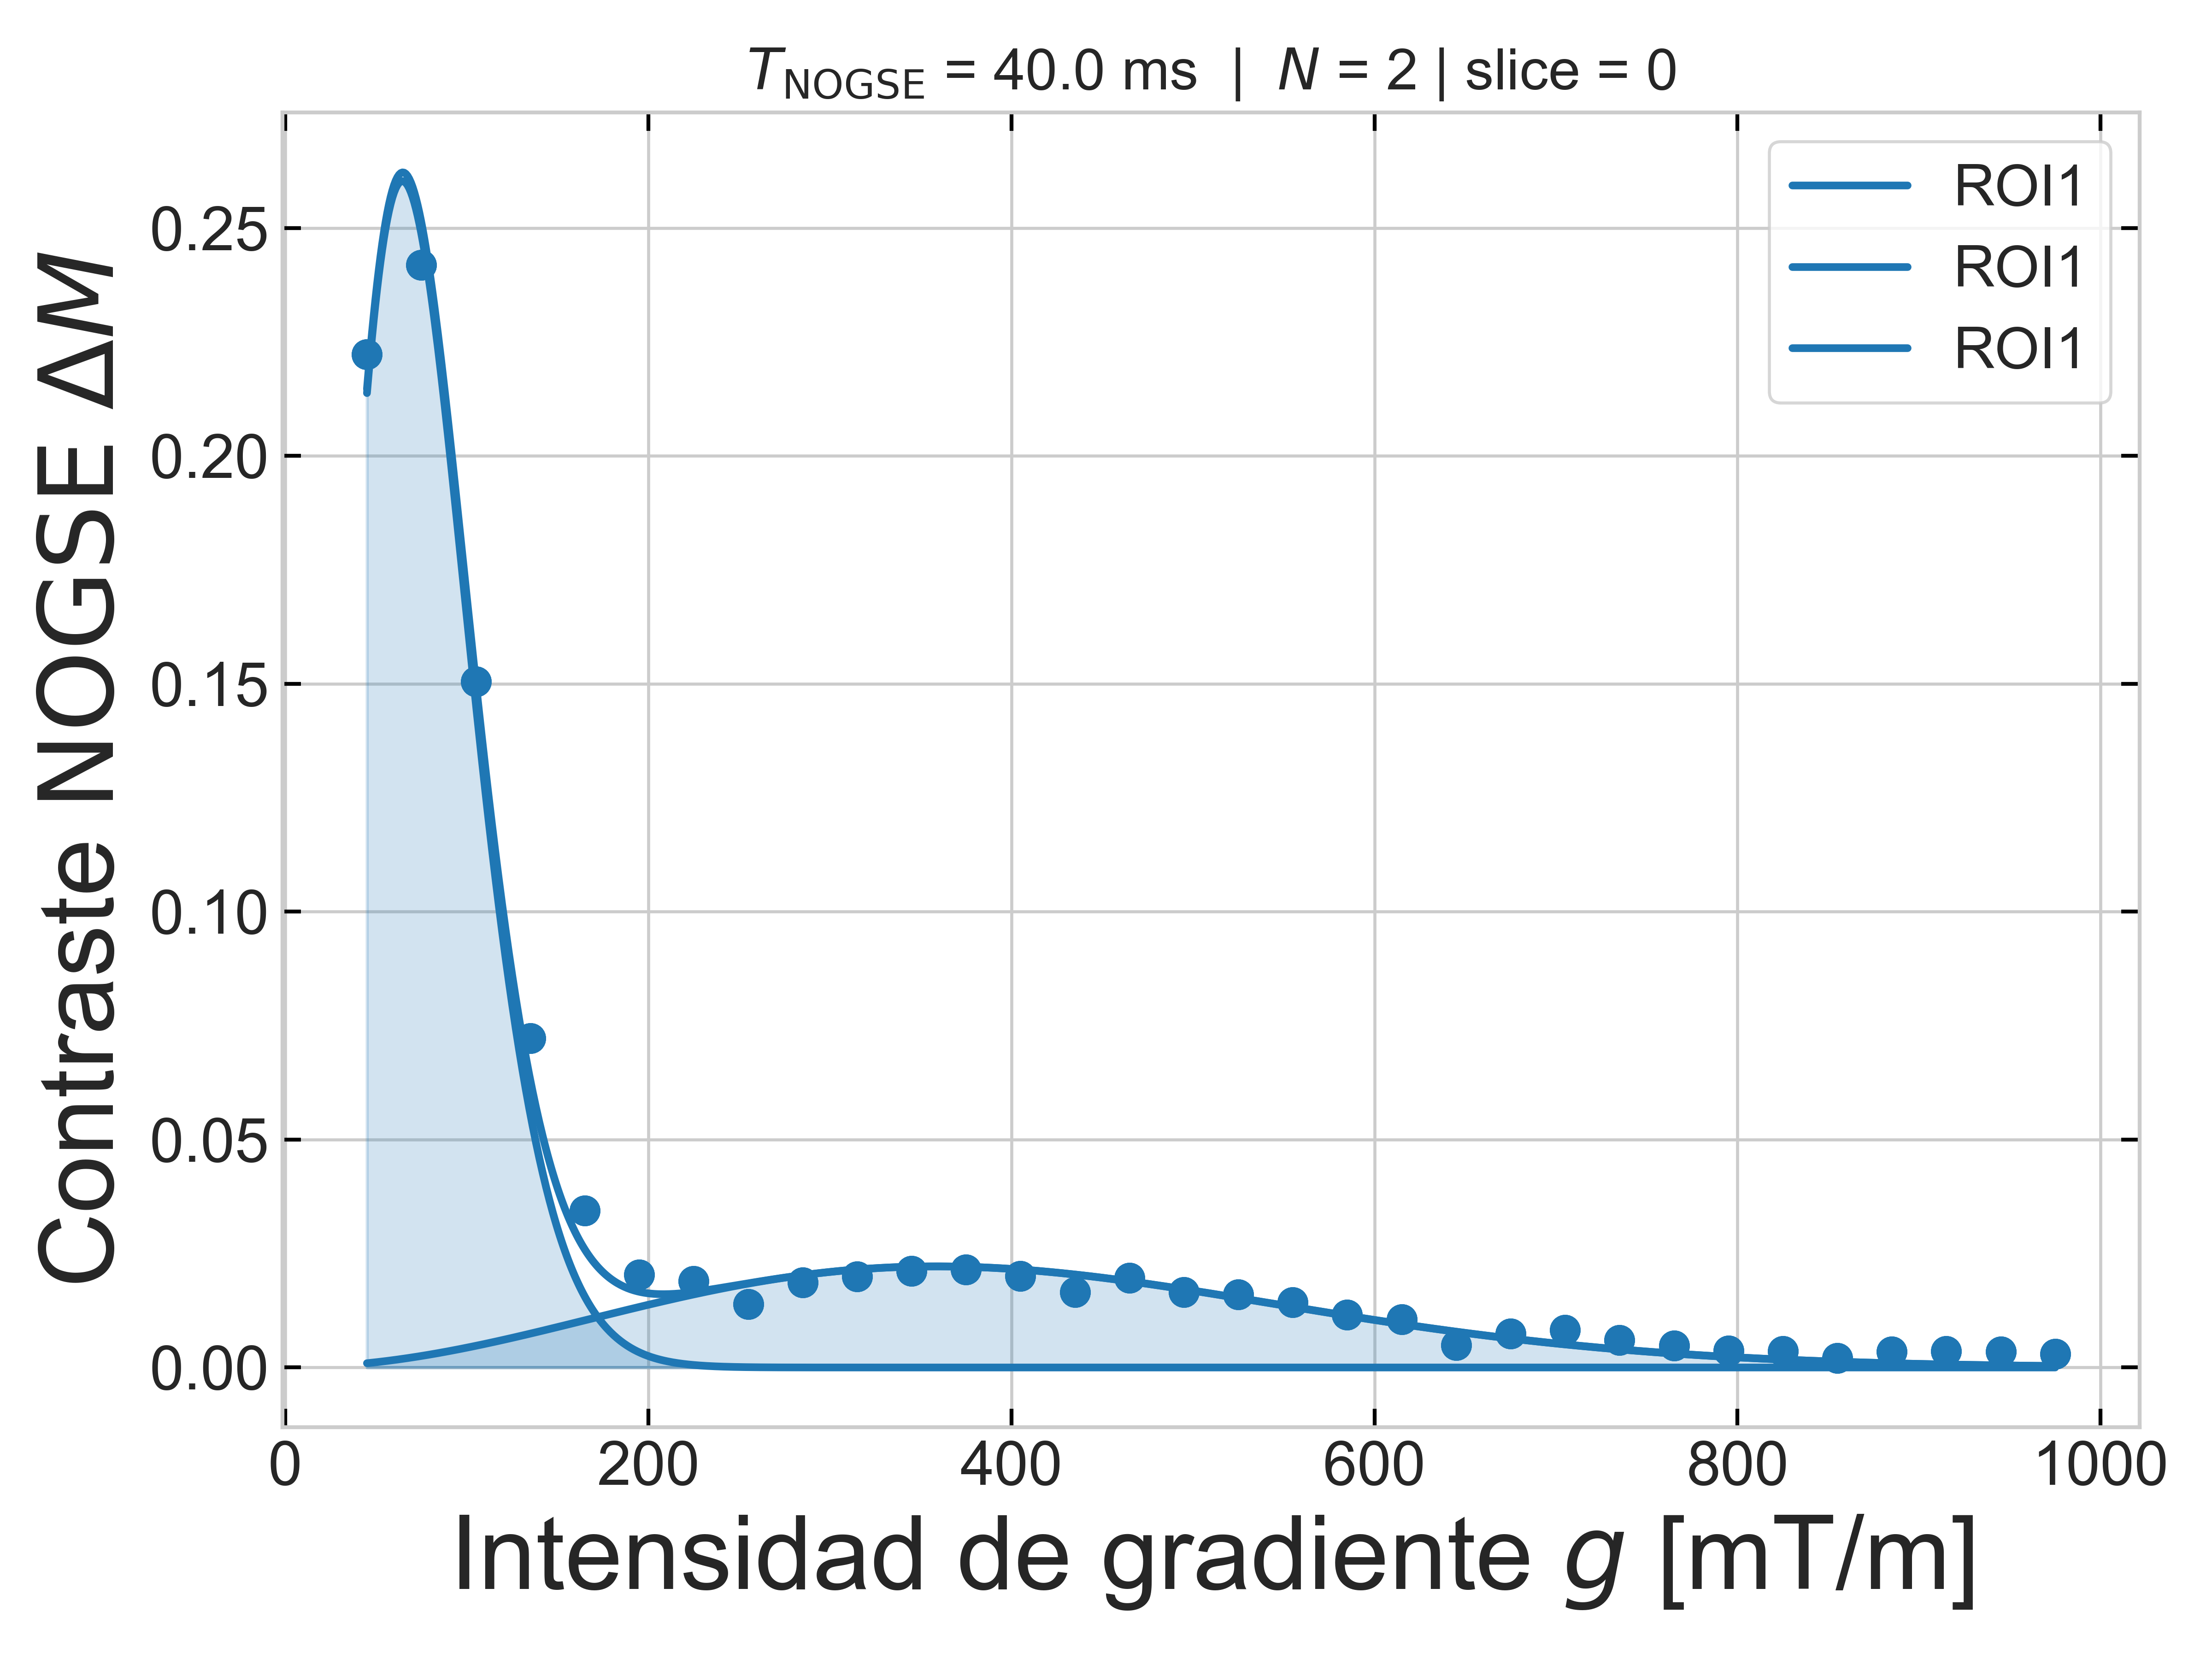 T_NOGSE = 40.0 ms | N = 2 | slice = 0
ROI1
ROI1
ROI1
Contraste NOGSE ΔM
0.25
0.20
0.15
0.10
0.05
0.00
0 200 400 600 800 1000
Intensidad de gradiente g [mT/m]